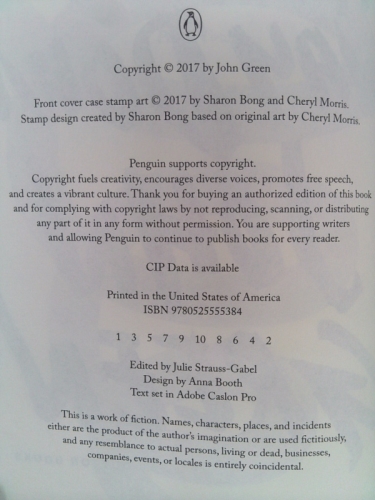 Copyright © 2017 by John Green
Front cover case stamp art © 2017 by Sharon Bong and Cheryl Morris.
Stamp design created by Sharon Bong based on original art by Cheryl Morris.
Penguin supports copyright.
Copyright fuels creativity, encourages diverse voices, promotes free speech,
and creates a vibrant culture. Thank you for buying an authorized edition of this book
and for complying with copyright laws by not reproducing, scanning, or distributing
any part of it in any form without permission. You are supporting writers
and allowing Penguin to continue to publish books for every reader.
CIP Data is available
Printed in the United States of America
ISBN 9780525555384
1 3 5 7 9 10 8 6 4 2
Edited by Julie Strauss-Gabel
Design by Anna Booth
Text set in Adobe Caslon Pro
This is a work of fiction. Names, characters, places, and incidents
either are the product of the author's imagination or are used fictitiously,
and any resemblance to actual persons, living or dead, businesses,
companies, events, or locales is entirely coincidental.